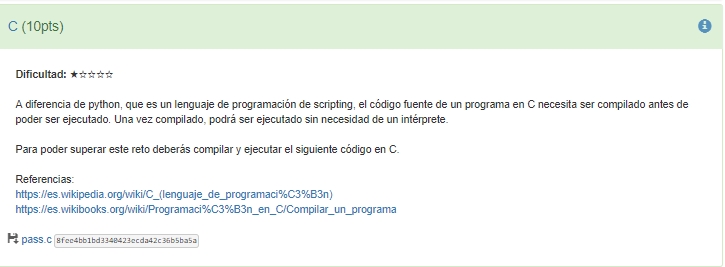 C (10pts)
Dificultad: ★☆☆☆☆
A diferencia de python, que es un lenguaje de programación de scripting, el código fuente de un programa en C necesita ser compilado antes de
poder ser ejecutado. Una vez compilado, podrá ser ejecutado sin necesidad de un intérprete.
Para poder superar este reto deberás compilar y ejecutar el siguiente código en C.
Referencias:
https://es.wikipedia.org/wiki/C_(lenguaje_de_programaci%C3%B3n)
https://es.wikibooks.org/wiki/Programaci%C3%B3n_en_C/Compilar_un_programa
pass.c 8fee4bb1bd3340423ecda42c36b5ba5a